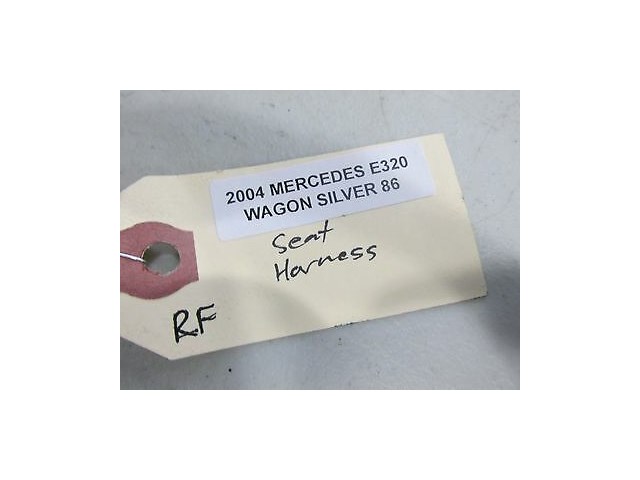 2004 MERCEDES E320
WAGON SILVER 86
Seat
Harness
RF